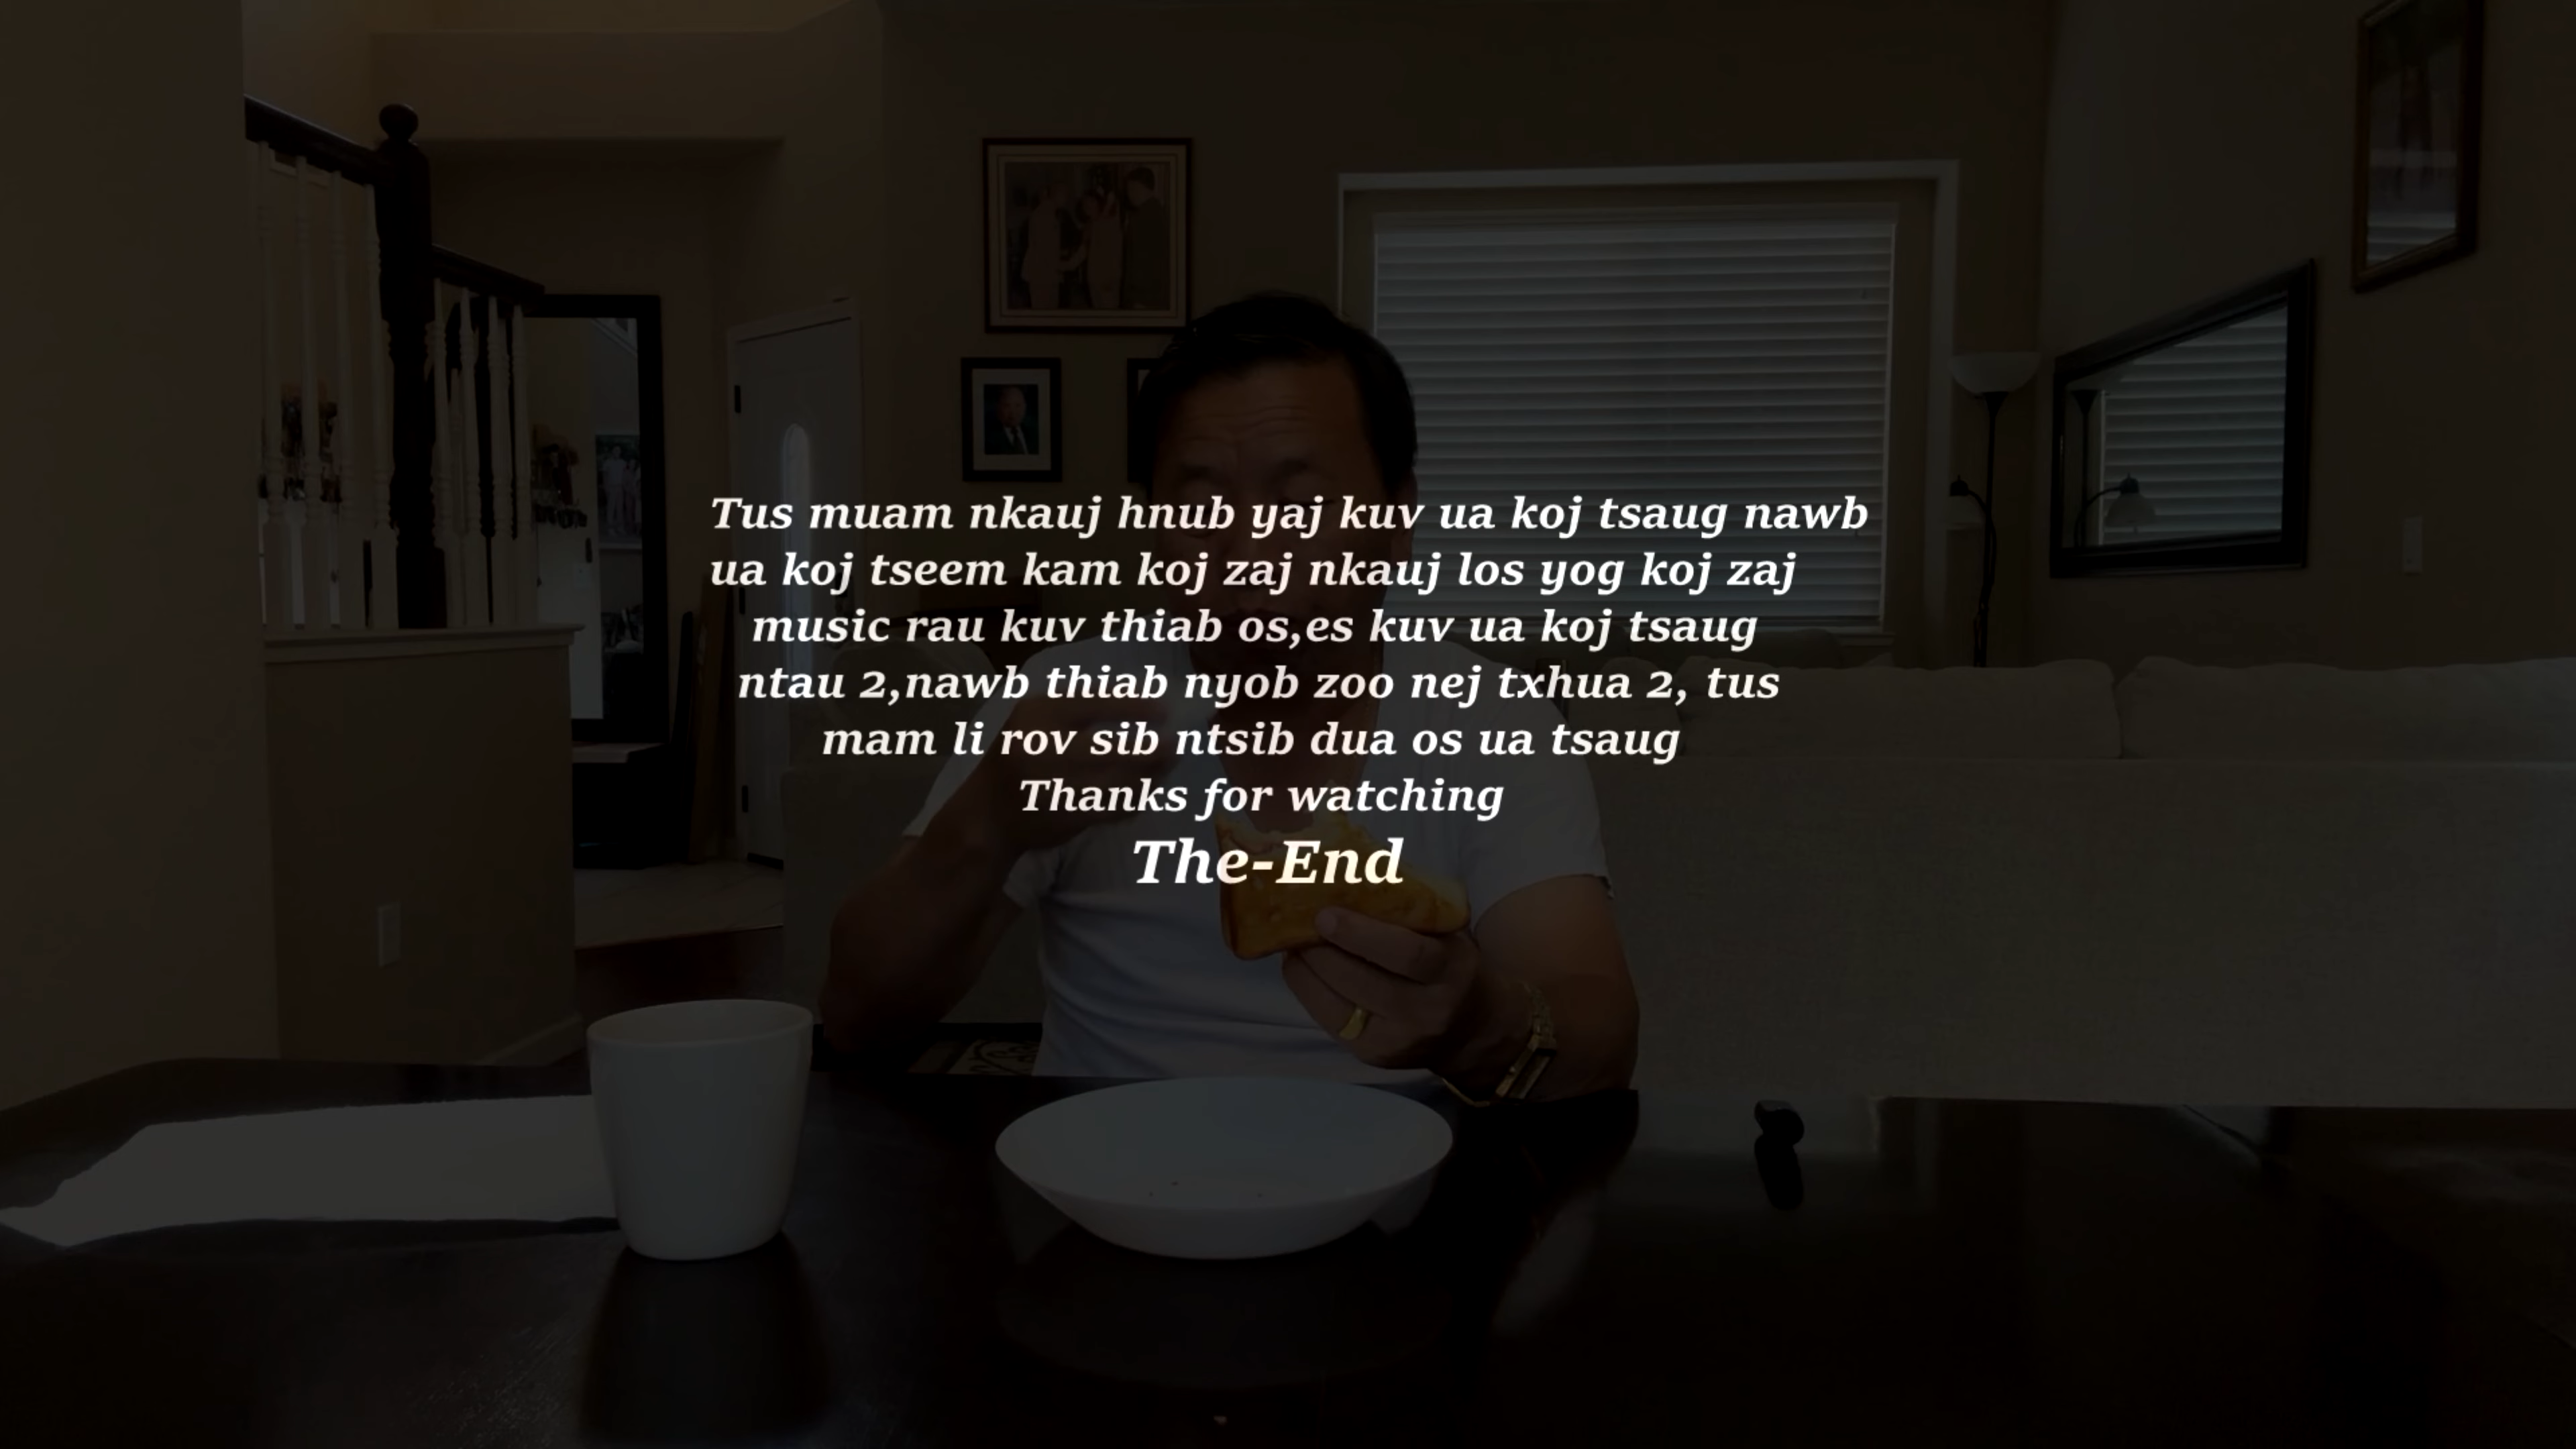 Tus muam nkauj hnub yaj kuv ua koj tsaug nawb
ua koj tseem kam koj zaj nkauj los yog koj zaj
music rau kuv thiab os,es kuv ua koj tsaug
ntau 2,nawb thiab nyob zoo nej txhua 2, tus
mam li rov sib ntsib dua os ua tsaug
Thanks for watching
The-End